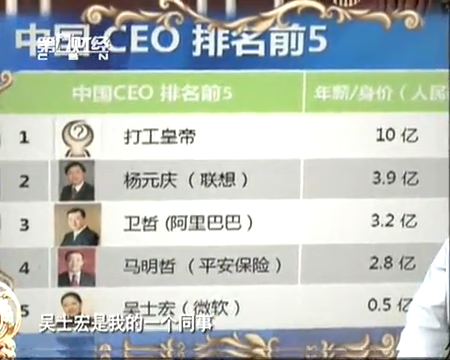 中国 CEO 排名前5
第一财经
CBN
中国CEO 排名前5 年薪/身价（人民
1 打工皇帝 10 亿
2 杨元庆（联想） 3.9 亿
3 卫哲 (阿里巴巴） 3.2 亿
4 马明哲 （平安保险） 2.8 亿
5 吴士宏（微软） 0.5 亿
吴士宏是我的一个同事